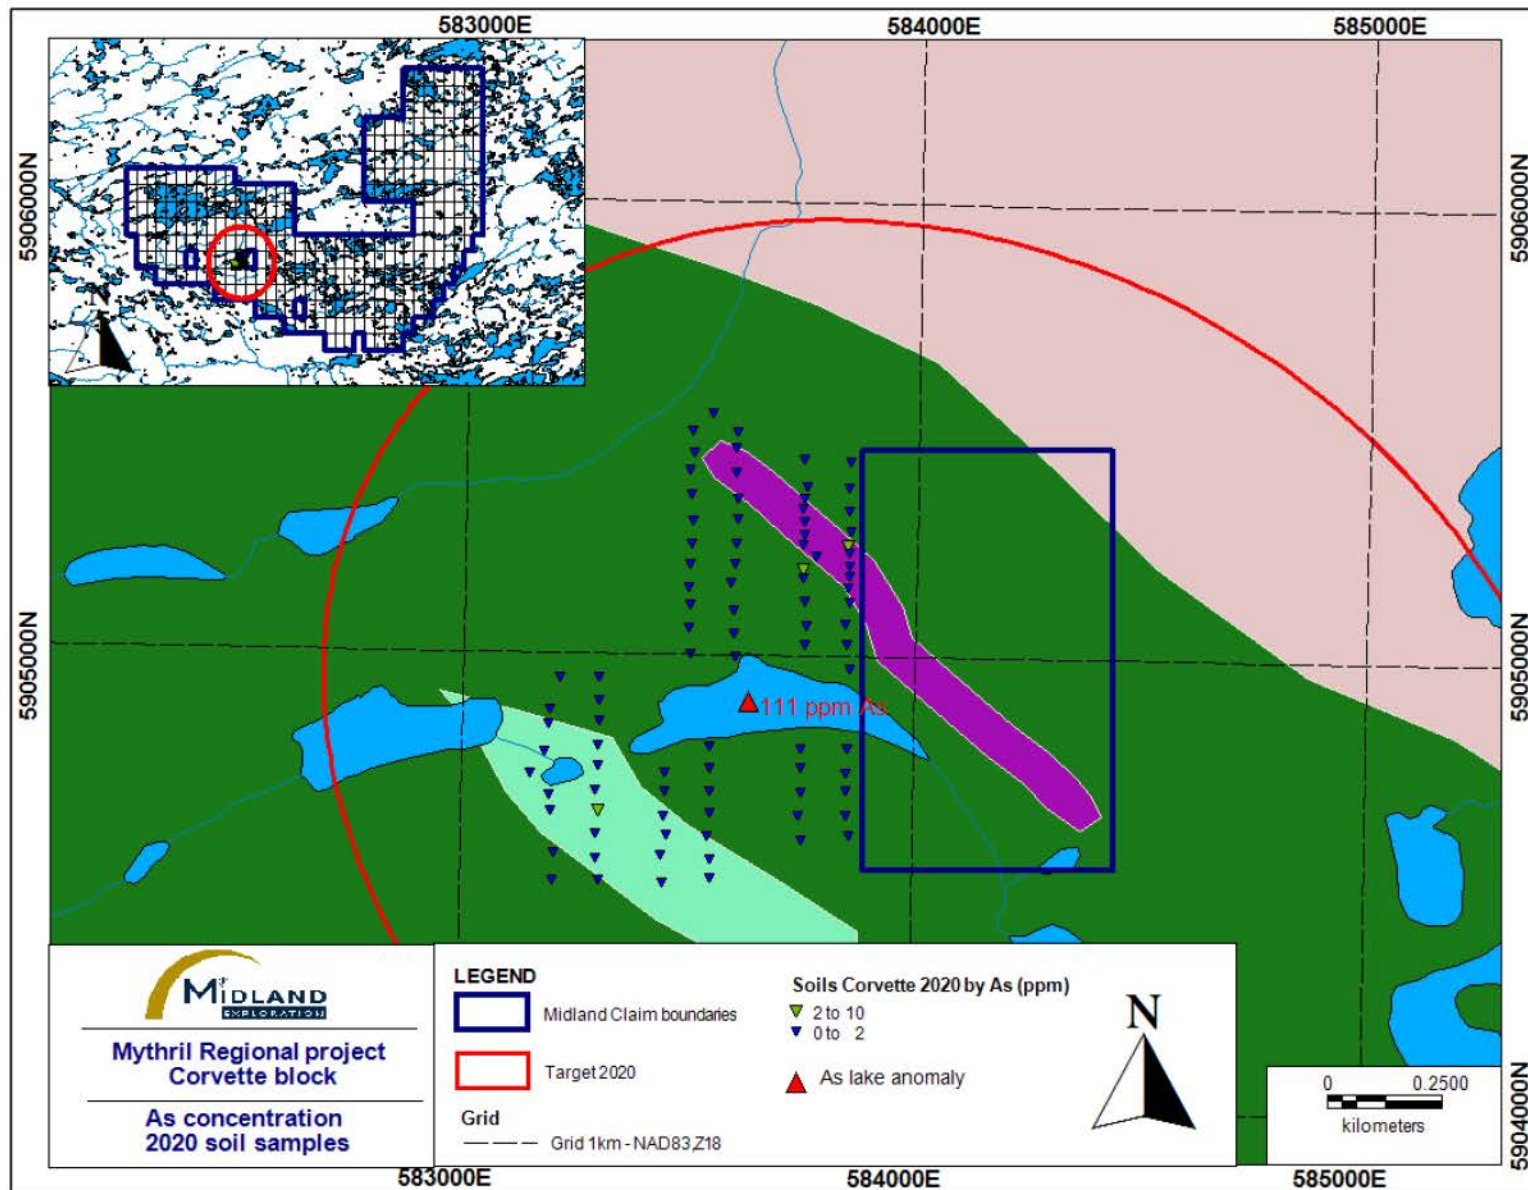 583000E
584000E
585000E
5906000N
5906000N
5905000N
5905000N
111 ppm As
MIDLAND
EXPLORATION
Mythril Regional project
Corvette block
As concentration
2020 soil samples
LEGEND
Midland Claim boundaries
Target 2020
Grid
Grid 1km - NAD83,Z18
Soils Corvette 2020 by As (ppm)
2 to 10
0 to 2
As lake anomaly
N
0 0.2500
kilometers
5904000N
583000E
584000E
585000E